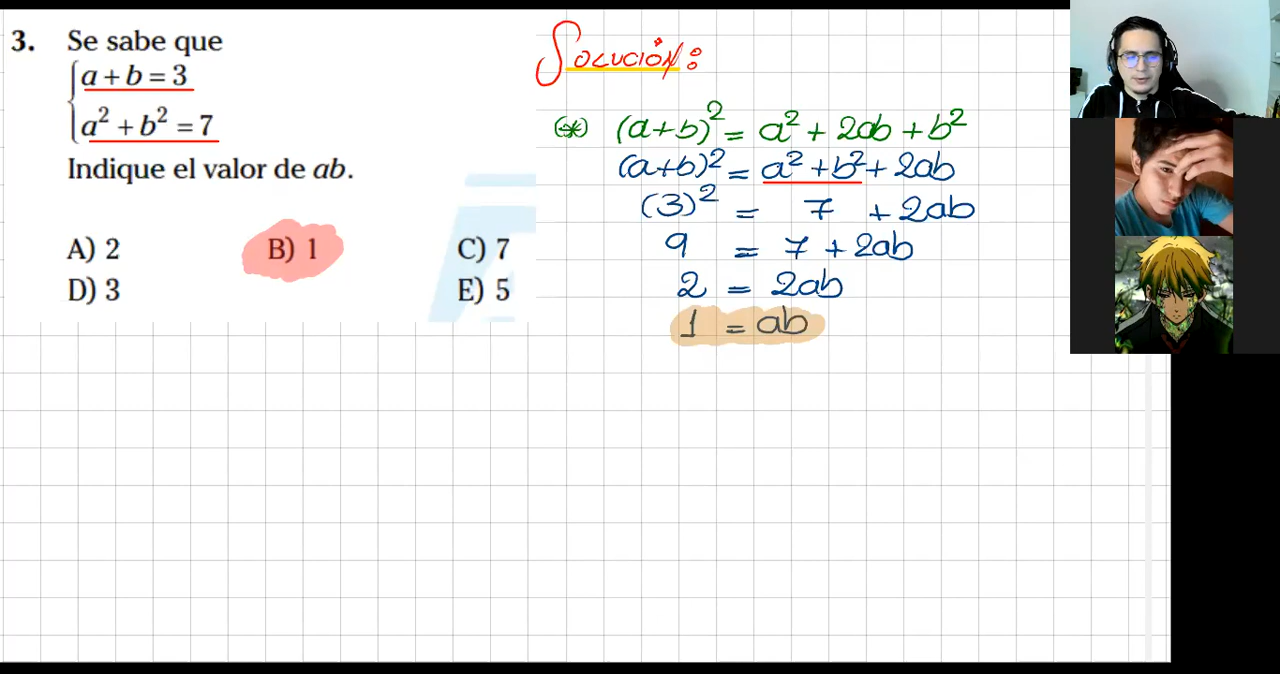 3. Se sabe que
a + b = 3
a² + b² = 7
Indique el valor de ab.
A) 2 B) 1 C) 7
D) 3 E) 5
SOLUCIÓN:
(*) (a+b)² = a² + 2ab + b²
(a+b)² = a² + b² + 2ab
(3)² = 7 + 2ab
9 = 7 + 2ab
2 = 2ab
1 = ab